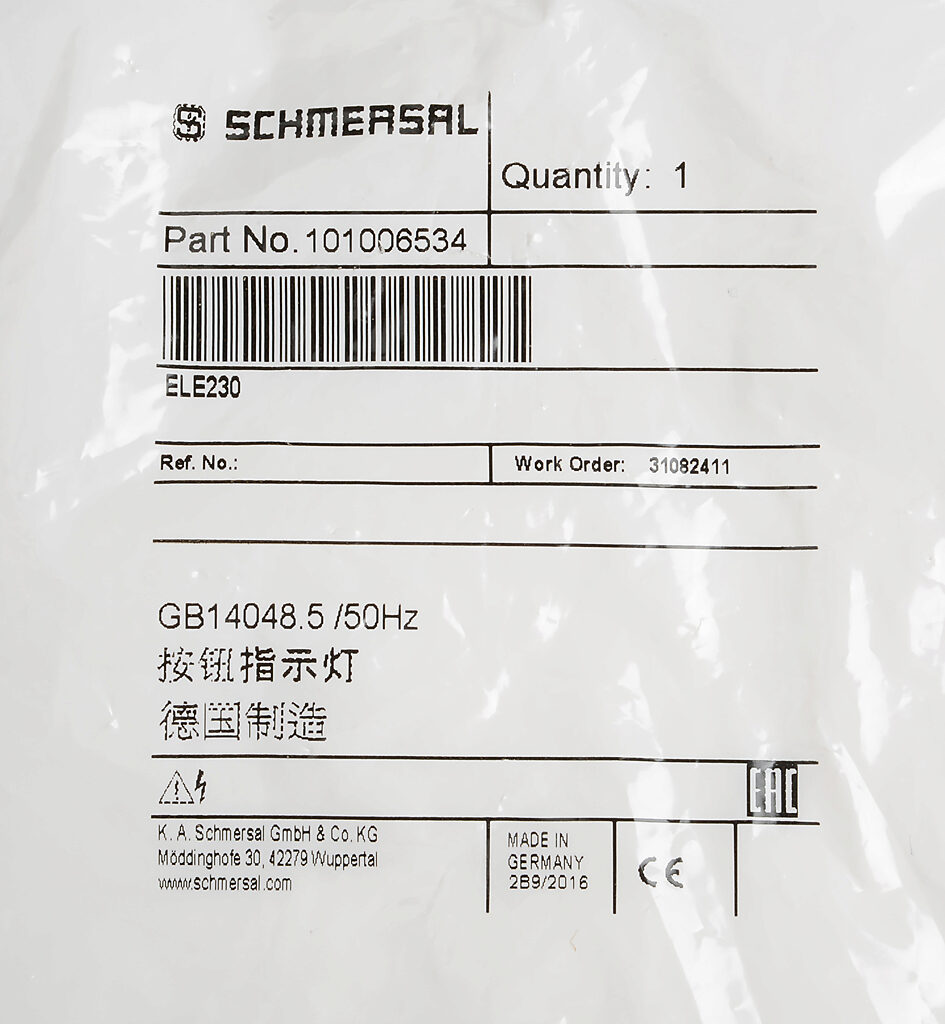 SCHMERSAL
Quantity: 1
Part No. 101006534
ELE230
Ref. No.:
Work Order: 31082411
GB14048.5 /50Hz
按钮指示灯
德国制造
EAC
K. A. Schmersal GmbH & Co. KG
Möddinghofe 30, 42279 Wuppertal
www.schmersal.com
MADE IN
GERMANY
2B9/2016
CE